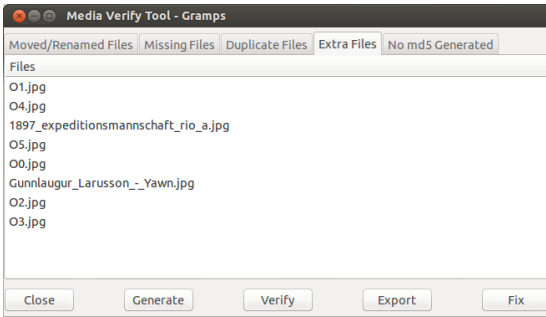 Media Verify Tool - Gramps
Moved/Renamed Files Missing Files Duplicate Files Extra Files No md5 Generated
Files
O1.jpg
O4.jpg
1897_expeditionsmannschaft_rio_a.jpg
O5.jpg
O0.jpg
Gunnlaugur_Larusson_-_Yawn.jpg
O2.jpg
O3.jpg
Close Generate Verify Export Fix